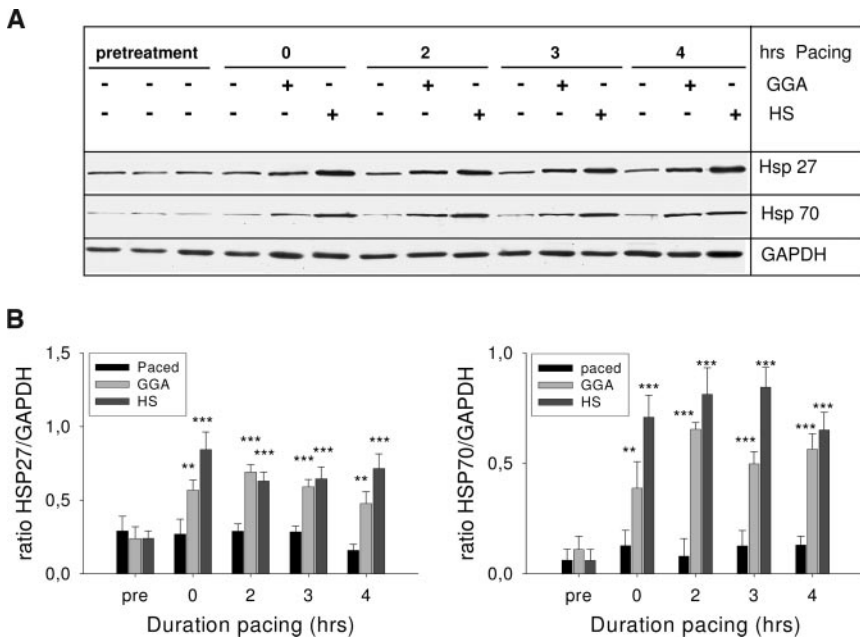 A
pretreatment 0 2 3 4 hrs Pacing
- - - - + - - + - - + - - + - GGA
- - - - - + - - + - - + - - + HS
Hsp 27
Hsp 70
GAPDH
B
ratio HSP27/GAPDH
1,5
1,0
0,5
0,0
Paced
GGA
HS
** ***
*** ***
*** ***
** ***
pre 0 2 3 4
Duration pacing (hrs)
ratio HSP70/GAPDH
1,0
0,5
0,0
paced
GGA
HS
** ***
*** ***
*** ***
*** ***
pre 0 2 3 4
Duration pacing (hrs)